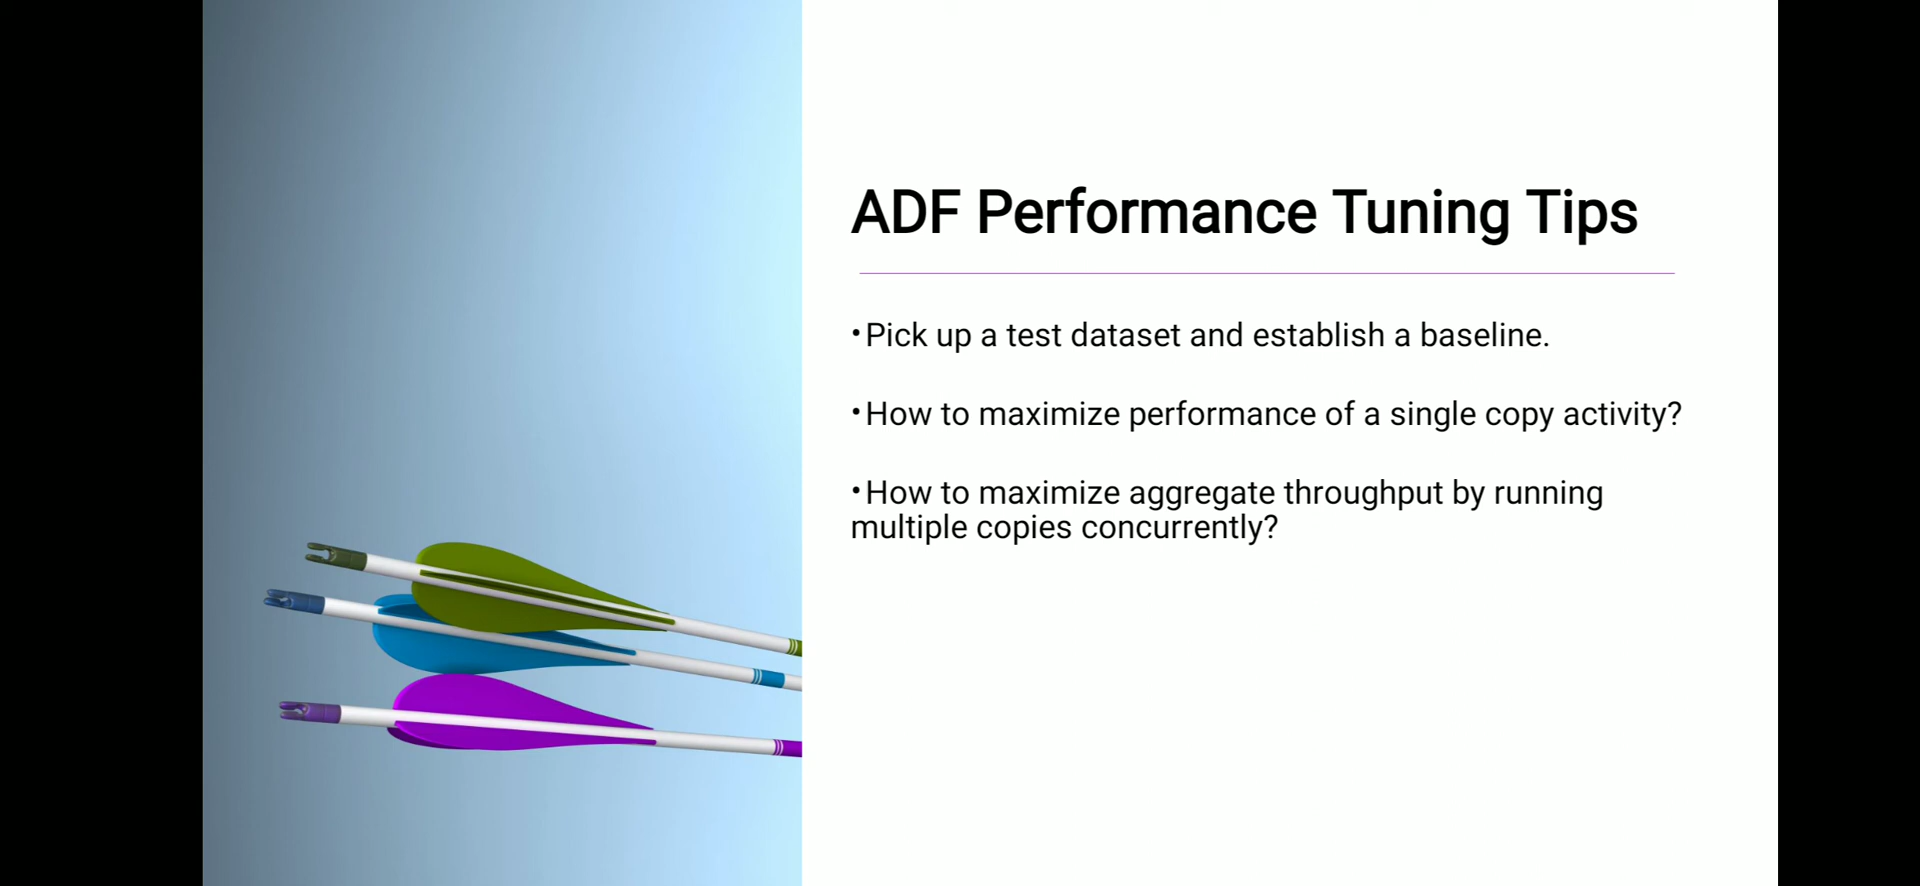 ADF Performance Tuning Tips
•Pick up a test dataset and establish a baseline.
•How to maximize performance of a single copy activity?
•How to maximize aggregate throughput by running
multiple copies concurrently?